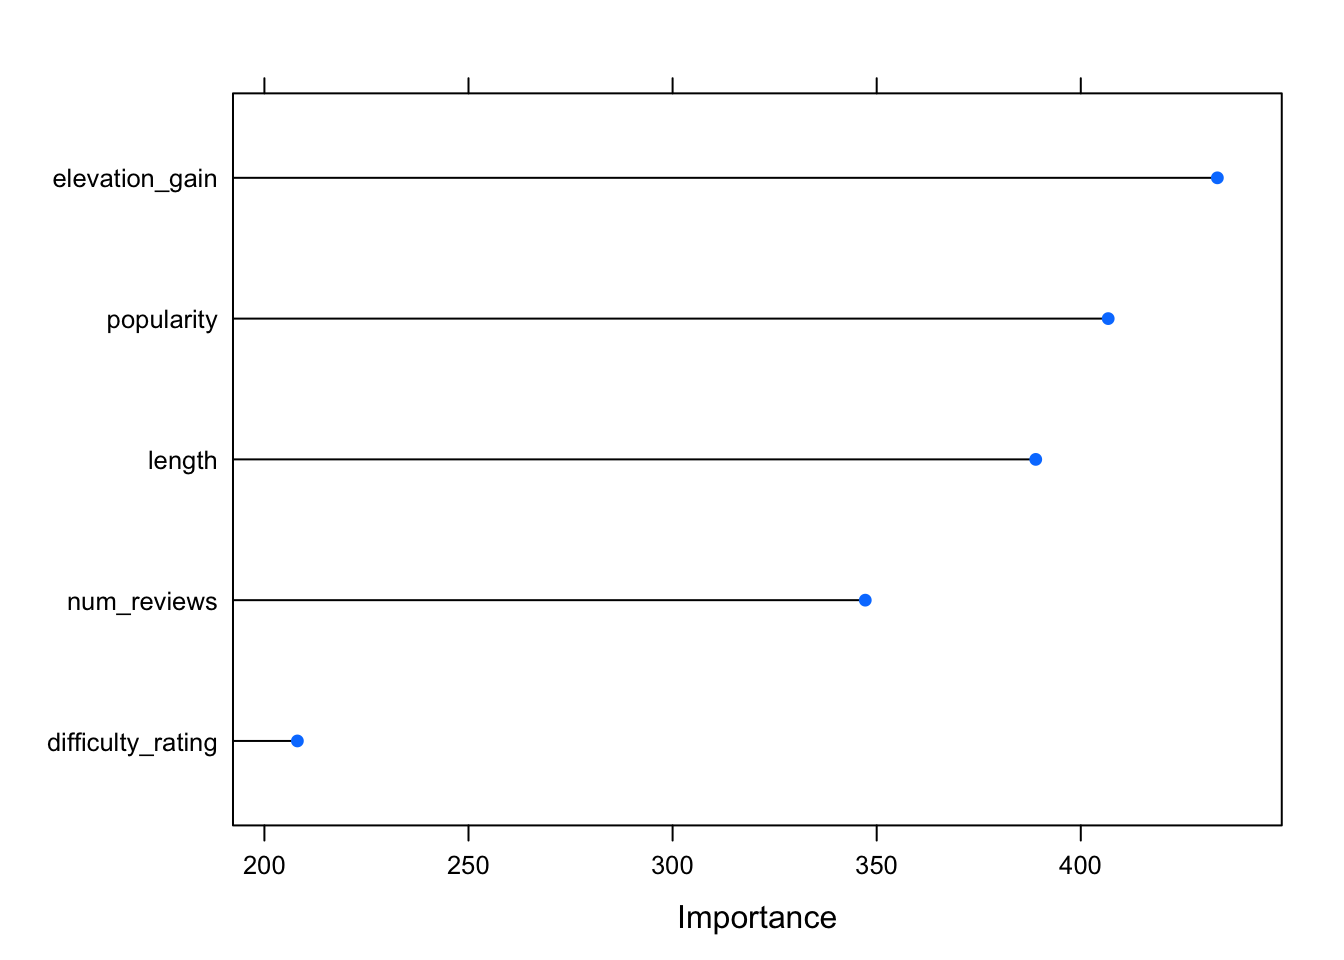 elevation_gain
popularity
length
num_reviews
difficulty_rating
200 250 300 350 400
Importance